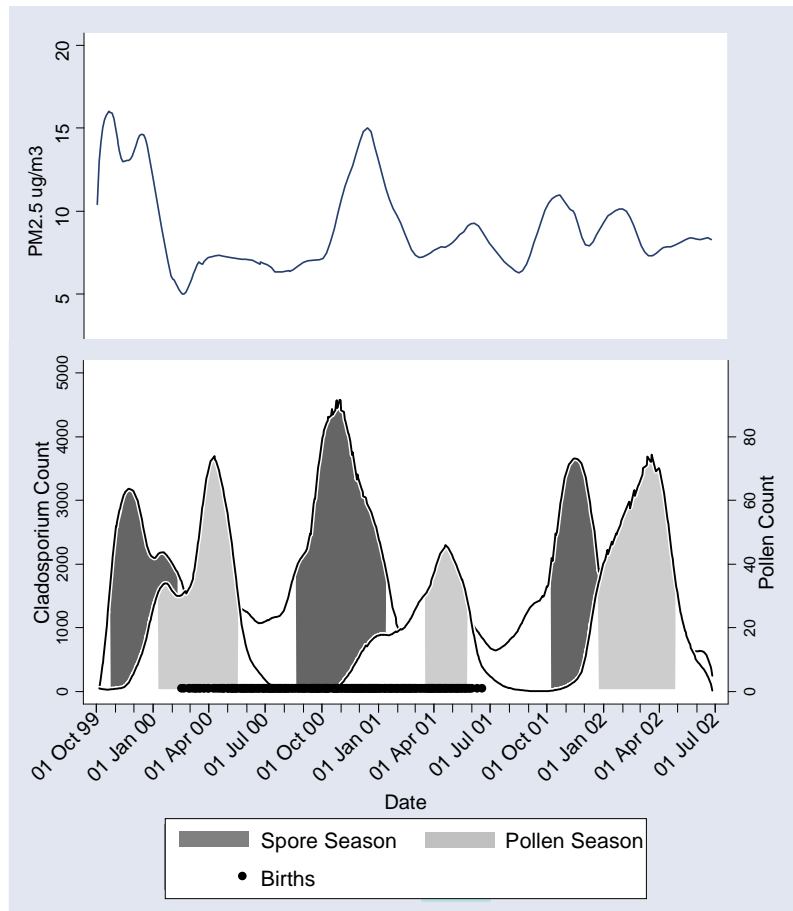 20
15
10
5
PM2.5 ug/m3
5000
4000
3000
2000
1000
0
Cladosporium Count
80
60
40
20
0
Pollen Count
01 Oct 99
01 Jan 00
01 Apr 00
01 Jul 00
01 Oct 00
01 Jan 01
01 Apr 01
01 Jul 01
01 Oct 01
01 Jan 02
01 Apr 02
01 Jul 02
Date
Spore Season
Pollen Season
Births